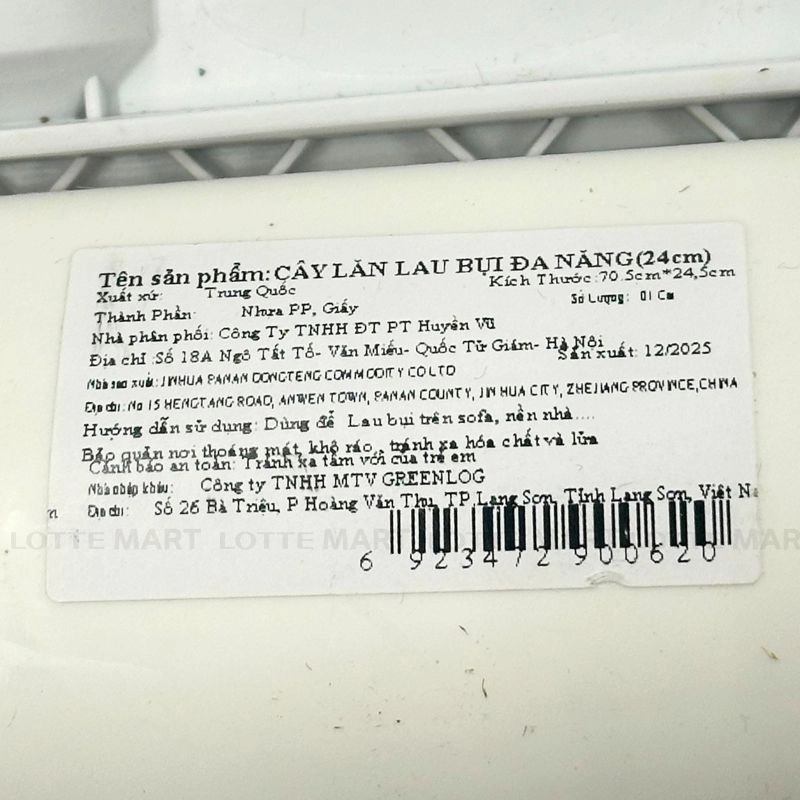 Tên sản phẩm: CÂY LĂN LAU BỤI ĐA NĂNG(24cm)
Xuất xứ: Trung Quốc Kích Thước:70.5cm*24,5cm
Thành Phần: Nhựa PP, Giấy Số Lượng: 01 Cái
Nhà phân phối: Công Ty TNHH ĐT PT Huyền Vũ
Địa chỉ :Số 18A Ngô Tất Tố- Văn Miếu- Quốc Tử Giám- Hà Nội
Sản xuất: 12/2025
Nhà sản xuất: JINHUA PANAN DONGTENG COMMODITY CO LTD
Địa chỉ: No 15 HENGTANG ROAD, ANWEN TOWN, PANAN COUNTY, JIN HUA CITY, ZHEJIANG PROVINCE,CHINA
Hướng dẫn sử dụng: Dùng để Lau bụi trên sofa, nền nhà....
Bảo quản nơi thoáng mát, khô ráo , tránh xa hóa chất và lửa
Cảnh báo an toàn: Tránh xa tầm với của trẻ em
Nhà nhập khẩu: Công ty TNHH MTV GREENLOG
Địa chỉ: Số 26 Bà Triệu, P Hoàng Văn Thụ, TP Lạng Sơn, Tỉnh Lạng Sơn, Việt Na
m
LOTTE MART LOTTE MART LOTTE MART LOTTE MAR
6 923472 900620